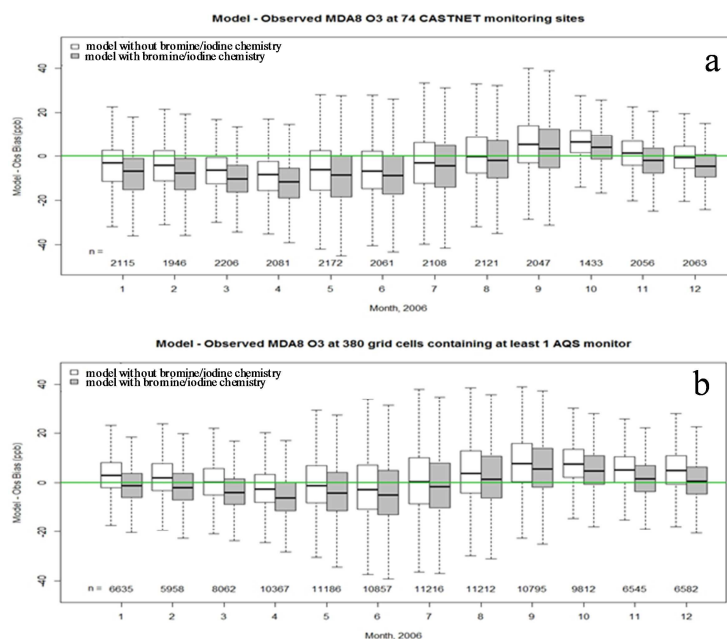 Model - Observed MDA8 O3 at 74 CASTNET monitoring sites
model without bromine/iodine chemistry
model with bromine/iodine chemistry
a
Model - Obs Bias(ppb)
40
20
0
-20
-40
n =
2115 1946 2206 2081 2172 2061 2108 2121 2047 1433 2056 2063
1 2 3 4 5 6 7 8 9 10 11 12
Month, 2006
Model - Observed MDA8 O3 at 380 grid cells containing at least 1 AQS monitor
model without bromine/iodine chemistry
model with bromine/iodine chemistry
b
Model - Obs Bias (ppb)
40
20
0
-20
-40
n = 6635 5958 8062 10367 11186 10857 11216 11212 10795 9812 6545 6582
1 2 3 4 5 6 7 8 9 10 11 12
Month, 2006